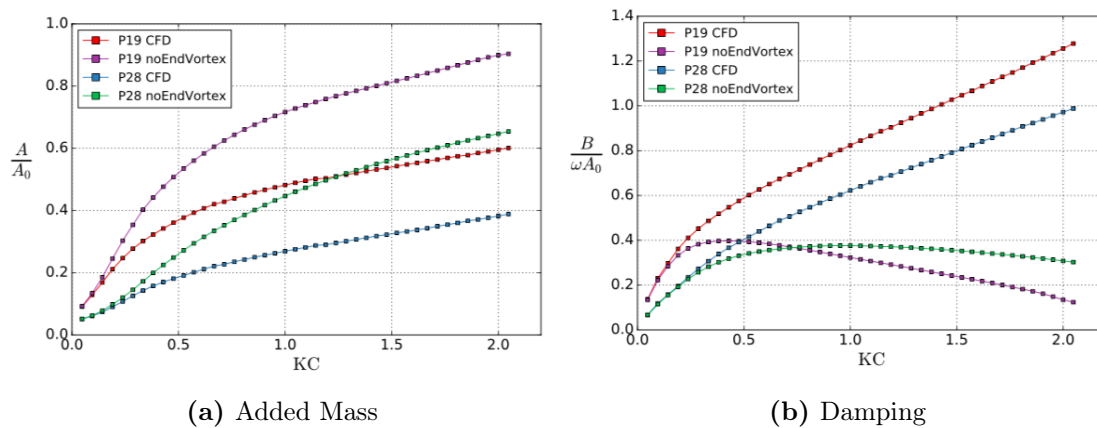 1.0
0.8
0.6
0.4
0.2
0.0
A
A0
P19 CFD
P19 noEndVortex
P28 CFD
P28 noEndVortex
0.0 0.5 1.0 1.5 2.0
KC
(a) Added Mass
1.4
1.2
1.0
0.8
0.6
0.4
0.2
0.0
B
ωA0
P19 CFD
P19 noEndVortex
P28 CFD
P28 noEndVortex
0.0 0.5 1.0 1.5 2.0
KC
(b) Damping